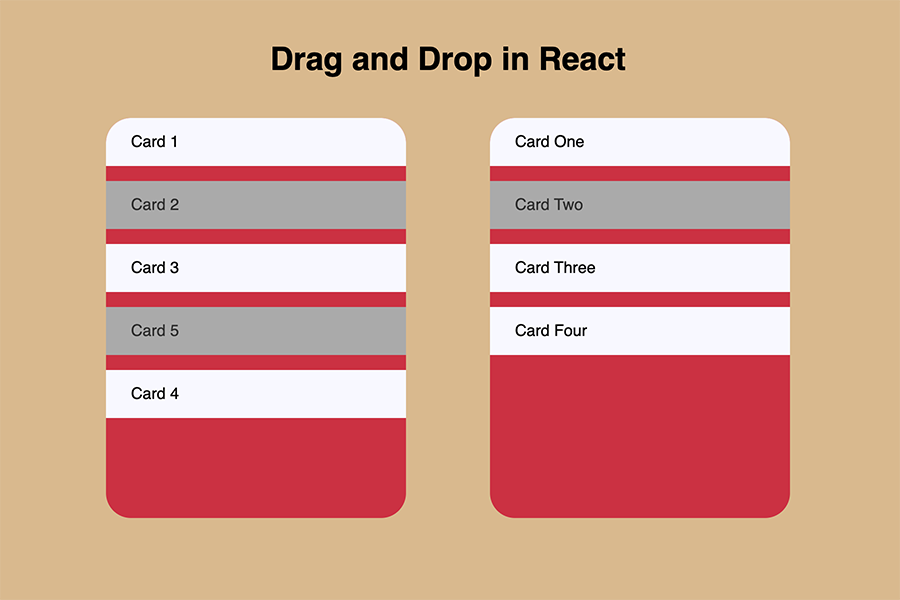 Drag and Drop in React
Card 1
Card 2
Card 3
Card 5
Card 4
Card One
Card Two
Card Three
Card Four